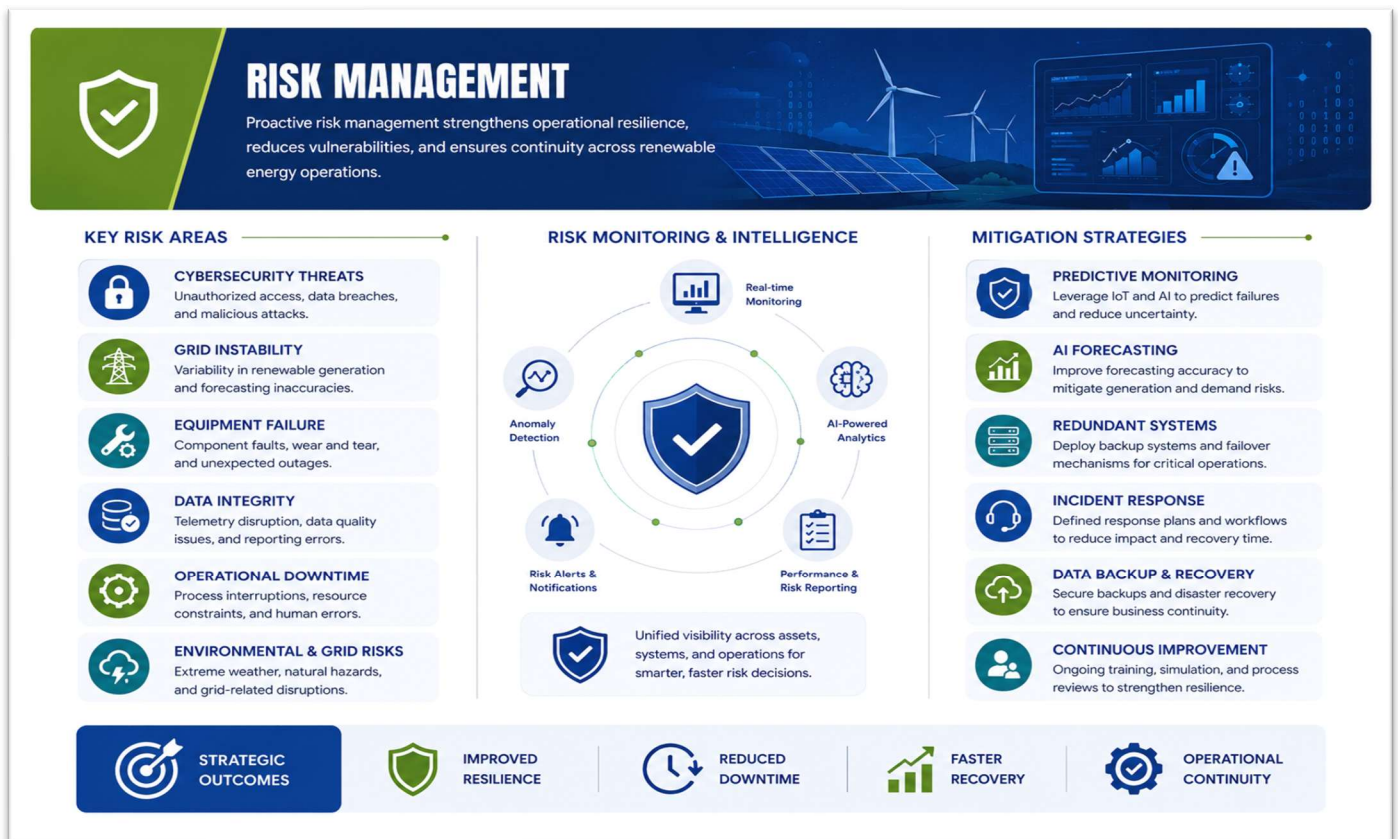 RISK MANAGEMENT
Proactive risk management strengthens operational resilience,
reduces vulnerabilities, and ensures continuity across renewable
energy operations.
KEY RISK AREAS
CYBERSECURITY THREATS
Unauthorized access, data breaches,
and malicious attacks.
GRID INSTABILITY
Variability in renewable generation
and forecasting inaccuracies.
EQUIPMENT FAILURE
Component faults, wear and tear,
and unexpected outages.
DATA INTEGRITY
Telemetry disruption, data quality
issues, and reporting errors.
OPERATIONAL DOWNTIME
Process interruptions, resource
constraints, and human errors.
ENVIRONMENTAL & GRID RISKS
Extreme weather, natural hazards,
and grid-related disruptions.
RISK MONITORING & INTELLIGENCE
Real-time
Monitoring
Anomaly
Detection
AI-Powered
Analytics
Risk Alerts &
Notifications
Performance &
Risk Reporting
Unified visibility across assets,
systems, and operations for
smarter, faster risk decisions.
MITIGATION STRATEGIES
PREDICTIVE MONITORING
Leverage IoT and AI to predict failures
and reduce uncertainty.
AI FORECASTING
Improve forecasting accuracy to
mitigate generation and demand risks.
REDUNDANT SYSTEMS
Deploy backup systems and failover
mechanisms for critical operations.
INCIDENT RESPONSE
Defined response plans and workflows
to reduce impact and recovery time.
DATA BACKUP & RECOVERY
Secure backups and disaster recovery
to ensure business continuity.
CONTINUOUS IMPROVEMENT
Ongoing training, simulation, and process
reviews to strengthen resilience.
STRATEGIC
OUTCOMES
IMPROVED
RESILIENCE
REDUCED
DOWNTIME
FASTER
RECOVERY
OPERATIONAL
CONTINUITY